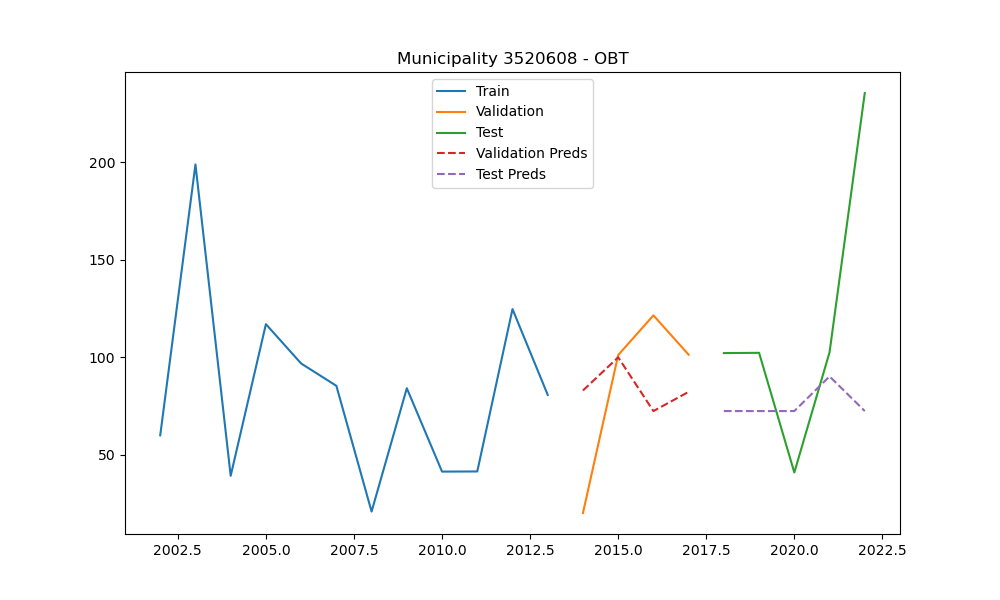 Municipality 3520608 - OBT
Train
Validation
Test
Validation Preds
Test Preds
200
150
100
50
2002.5 2005.0 2007.5 2010.0 2012.5 2015.0 2017.5 2020.0 2022.5